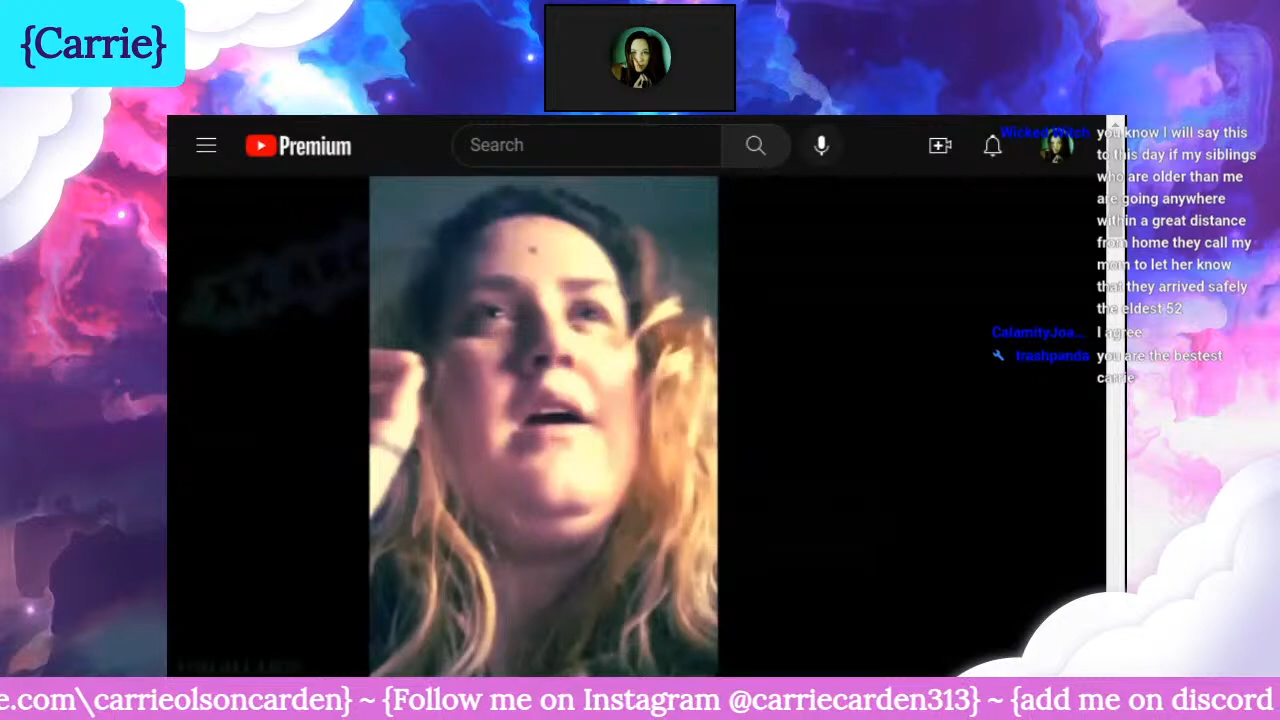 {Carrie}
Premium
Search
Wicked Witch you know I will say this
to this day if my siblings
who are older than me
are going anywhere
within a great distance
from home they call my
mom to let her know
that they arrived safely
the eldest 52
CalamityJoa... I agree
trashpanda you are the bestest
carrie
e.com\carrieolsoncarden} ~ {Follow me on Instagram @carriecarden313} ~ {add me on discord